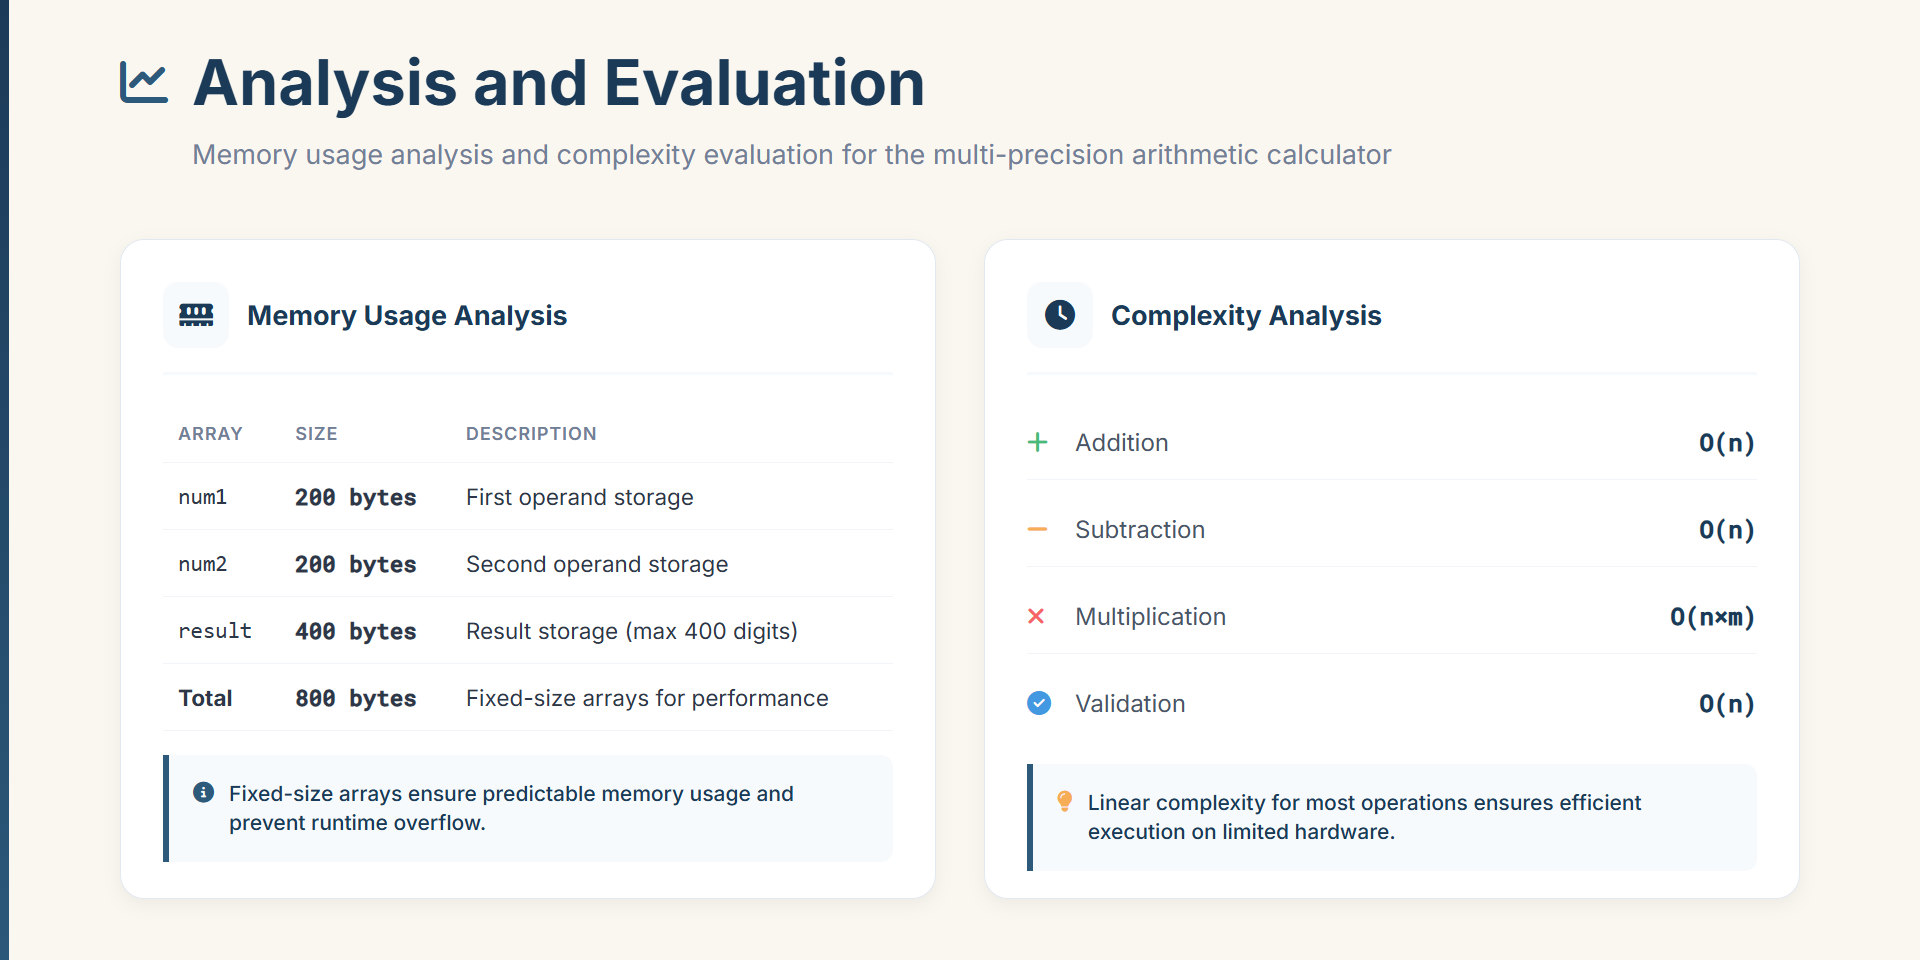 Analysis and Evaluation
Memory usage analysis and complexity evaluation for the multi-precision arithmetic calculator
Memory Usage Analysis
ARRAY SIZE DESCRIPTION
num1 200 bytes First operand storage
num2 200 bytes Second operand storage
result 400 bytes Result storage (max 400 digits)
Total 800 bytes Fixed-size arrays for performance
Fixed-size arrays ensure predictable memory usage and
prevent runtime overflow.
Complexity Analysis
Addition O(n)
Subtraction O(n)
Multiplication O(n×m)
Validation O(n)
Linear complexity for most operations ensures efficient
execution on limited hardware.